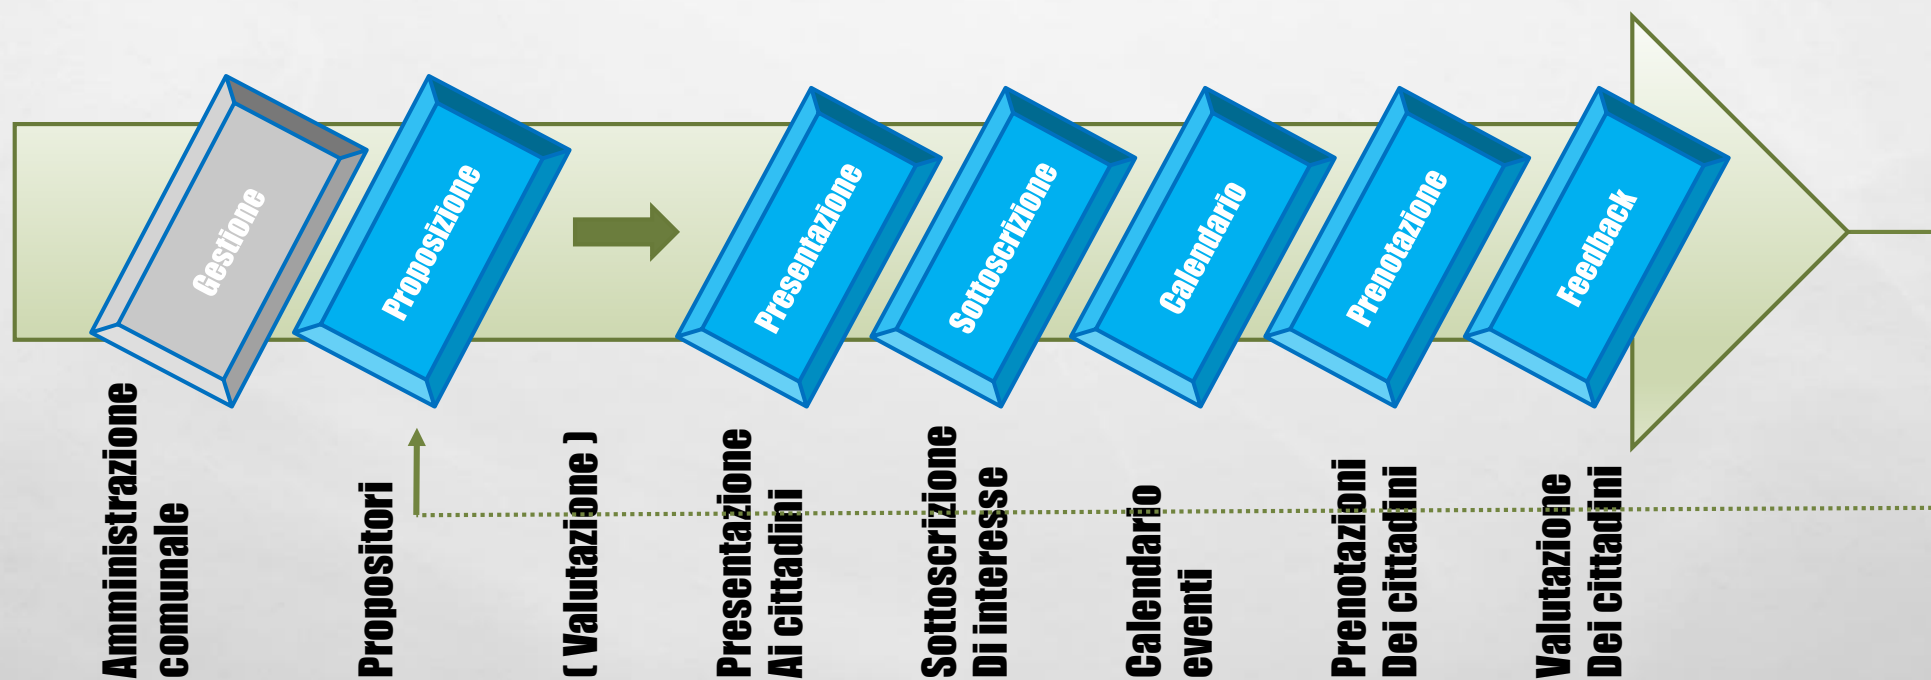 Gestione
Proposizione
Presentazione
Sottoscrizione
Calendario
Prenotazione
Feedback
Amministrazione
comunale
Propositori
( Valutazione )
Presentazione
Ai cittadini
Sottoscrizione
Di interesse
Calendario
eventi
Prenotazioni
Dei cittadini
Valutazione
Dei cittadini